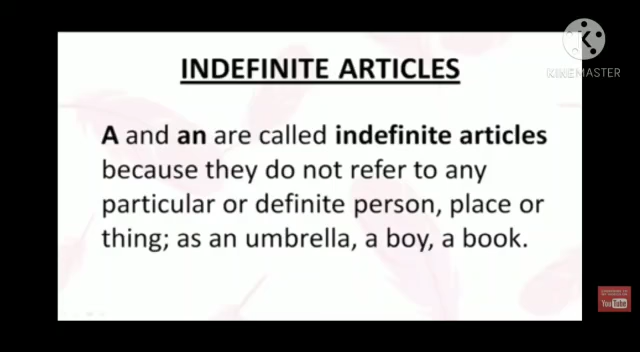 INDEFINITE ARTICLES
KINEMASTER
A and an are called indefinite articles
because they do not refer to any
particular or definite person, place or
thing; as an umbrella, a boy, a book.
You Tube